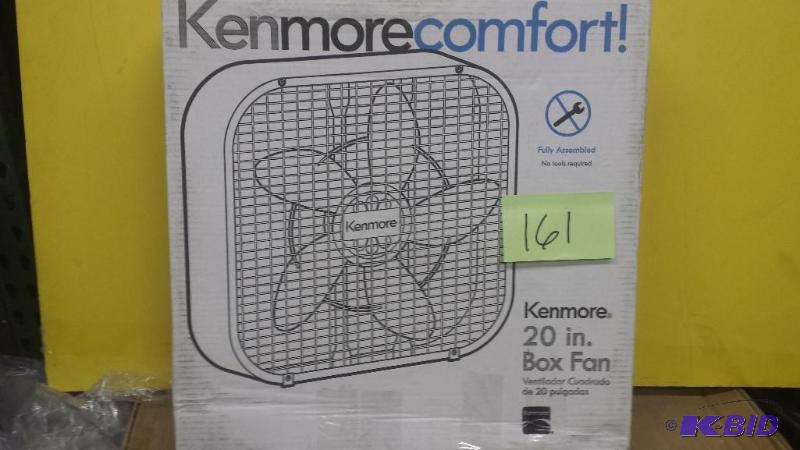 Kenmorecomfort!
Fully Assembled
No tools required
Kenmore
161
Kenmore®
20 in.
Box Fan
Ventilador Cuadrado
de 20 pulgadas
© K-BID